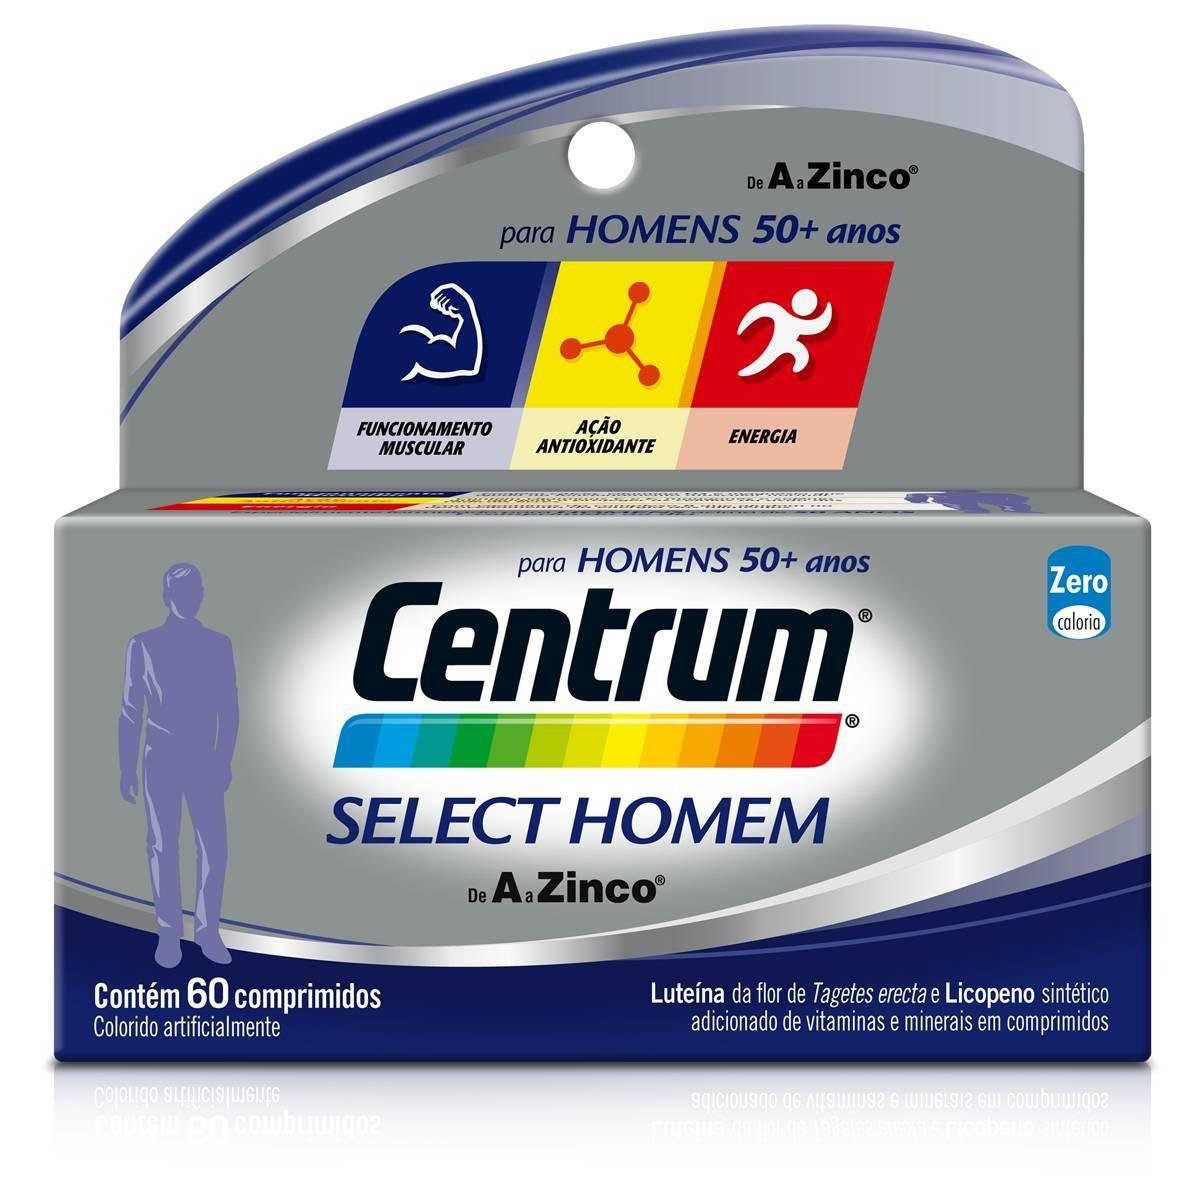 De A a Zinco®
para HOMENS 50+ anos
FUNCIONAMENTO
MUSCULAR
AÇÃO
ANTIOXIDANTE
ENERGIA
para HOMENS 50+ anos
Zero
caloria
Centrum®
®
SELECT HOMEM
De A a Zinco®
Contém 60 comprimidos
Colorido artificialmente
Luteína da flor de Tagetes erecta e Licopeno sintético
adicionado de vitaminas e minerais em comprimidos